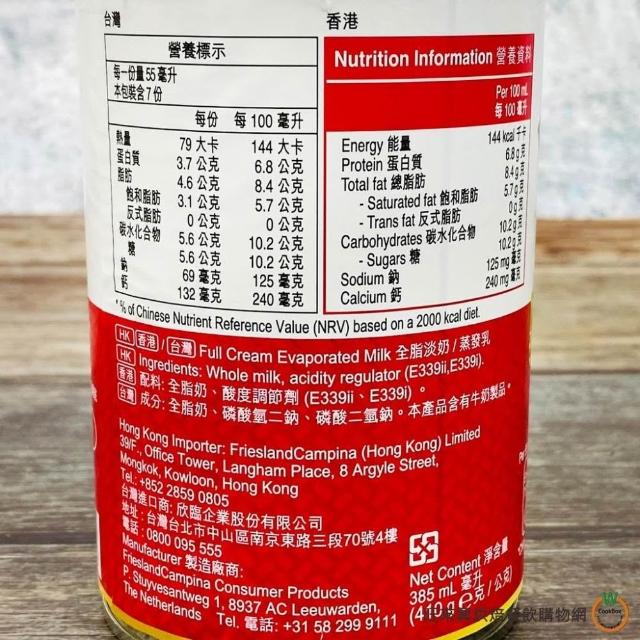 台灣
營養標示
每一份量 55 毫升
本包裝含 7 份
每份 每 100 毫升
熱量 79 大卡 144 大卡
蛋白質 3.7 公克 6.8 公克
脂肪 4.6 公克 8.4 公克
飽和脂肪 3.1 公克 5.7 公克
反式脂肪 0 公克 0 公克
碳水化合物 5.6 公克 10.2 公克
糖 5.6 公克 10.2 公克
鈉 69 毫克 125 毫克
鈣 132 毫克 240 毫克
香港
Nutrition Information 營養資料
Per 100 mL
每 100 毫升
Energy 能量 144 kcal 千卡
Protein 蛋白質 6.8 g 克
Total fat 總脂肪 8.4 g 克
- Saturated fat 飽和脂肪 5.7 g 克
- Trans fat 反式脂肪 0 g 克
Carbohydrates 碳水化合物 10.2 g 克
- Sugars 糖 10.2 g 克
Sodium 鈉 125 mg 毫克
Calcium 鈣 240 mg 毫克
* % of Chinese Nutrient Reference Value (NRV) based on a 2000 kcal diet.
HK 香港 / 台灣 Full Cream Evaporated Milk 全脂淡奶 / 蒸發乳
HK Ingredients: Whole milk, acidity regulator (E339ii,E339i).
香港 配料: 全脂奶、酸度調節劑 (E339ii、E339i) 。
台灣 成分: 全脂奶、磷酸氫二鈉、磷酸二氫鈉。本產品含有牛奶製品。
Hong Kong Importer: FrieslandCampina (Hong Kong) Limited
39/F., Office Tower, Langham Place, 8 Argyle Street,
Mongkok, Kowloon, Hong Kong
Tel.: +852 2859 0805
台灣進口商: 欣臨企業股份有限公司
地址: 台灣台北市中山區南京東路三段70號4樓
電話: 0800 095 555
Manufacturer 製造廠商:
FrieslandCampina Consumer Products
P. Stuyvesantweg 1, 8937 AC Leeuwarden,
The Netherlands Tel. 電話: +31 58 299 9111
Net Content 淨含量
385 mL 毫升
CookBox